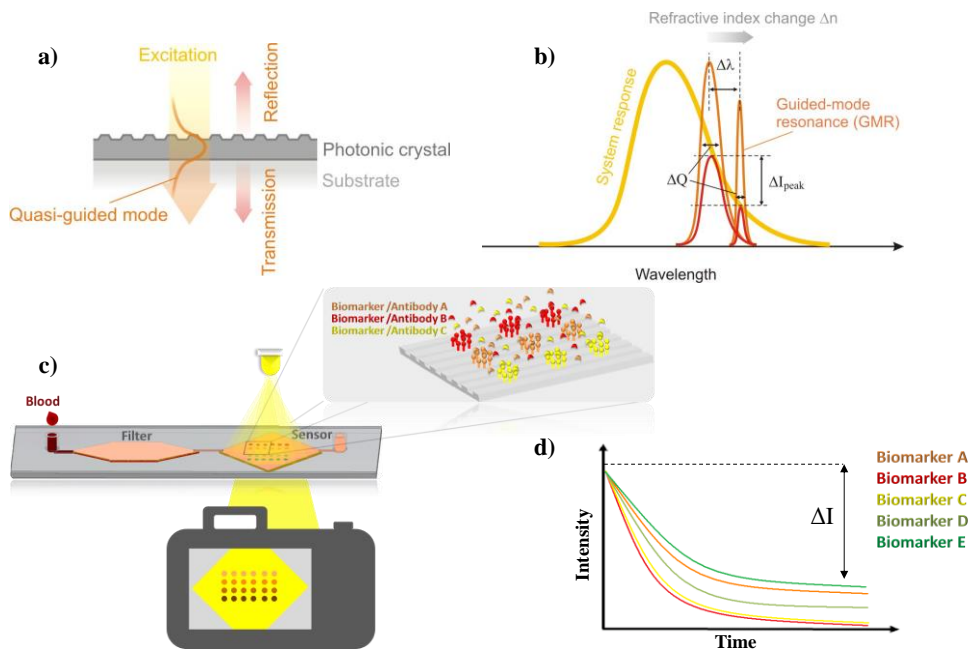 a)
Excitation
Reflection
Photonic crystal
Substrate
Quasi-guided mode
Transmission
b)
Refractive index change Δn
Δλ
System response
Guided-mode
resonance (GMR)
ΔQ
ΔI_peak
Wavelength
c)
Biomarker /Antibody A
Biomarker /Antibody B
Biomarker /Antibody C
Blood
Filter
Sensor
d)
Intensity
Time
ΔI
Biomarker A
Biomarker B
Biomarker C
Biomarker D
Biomarker E